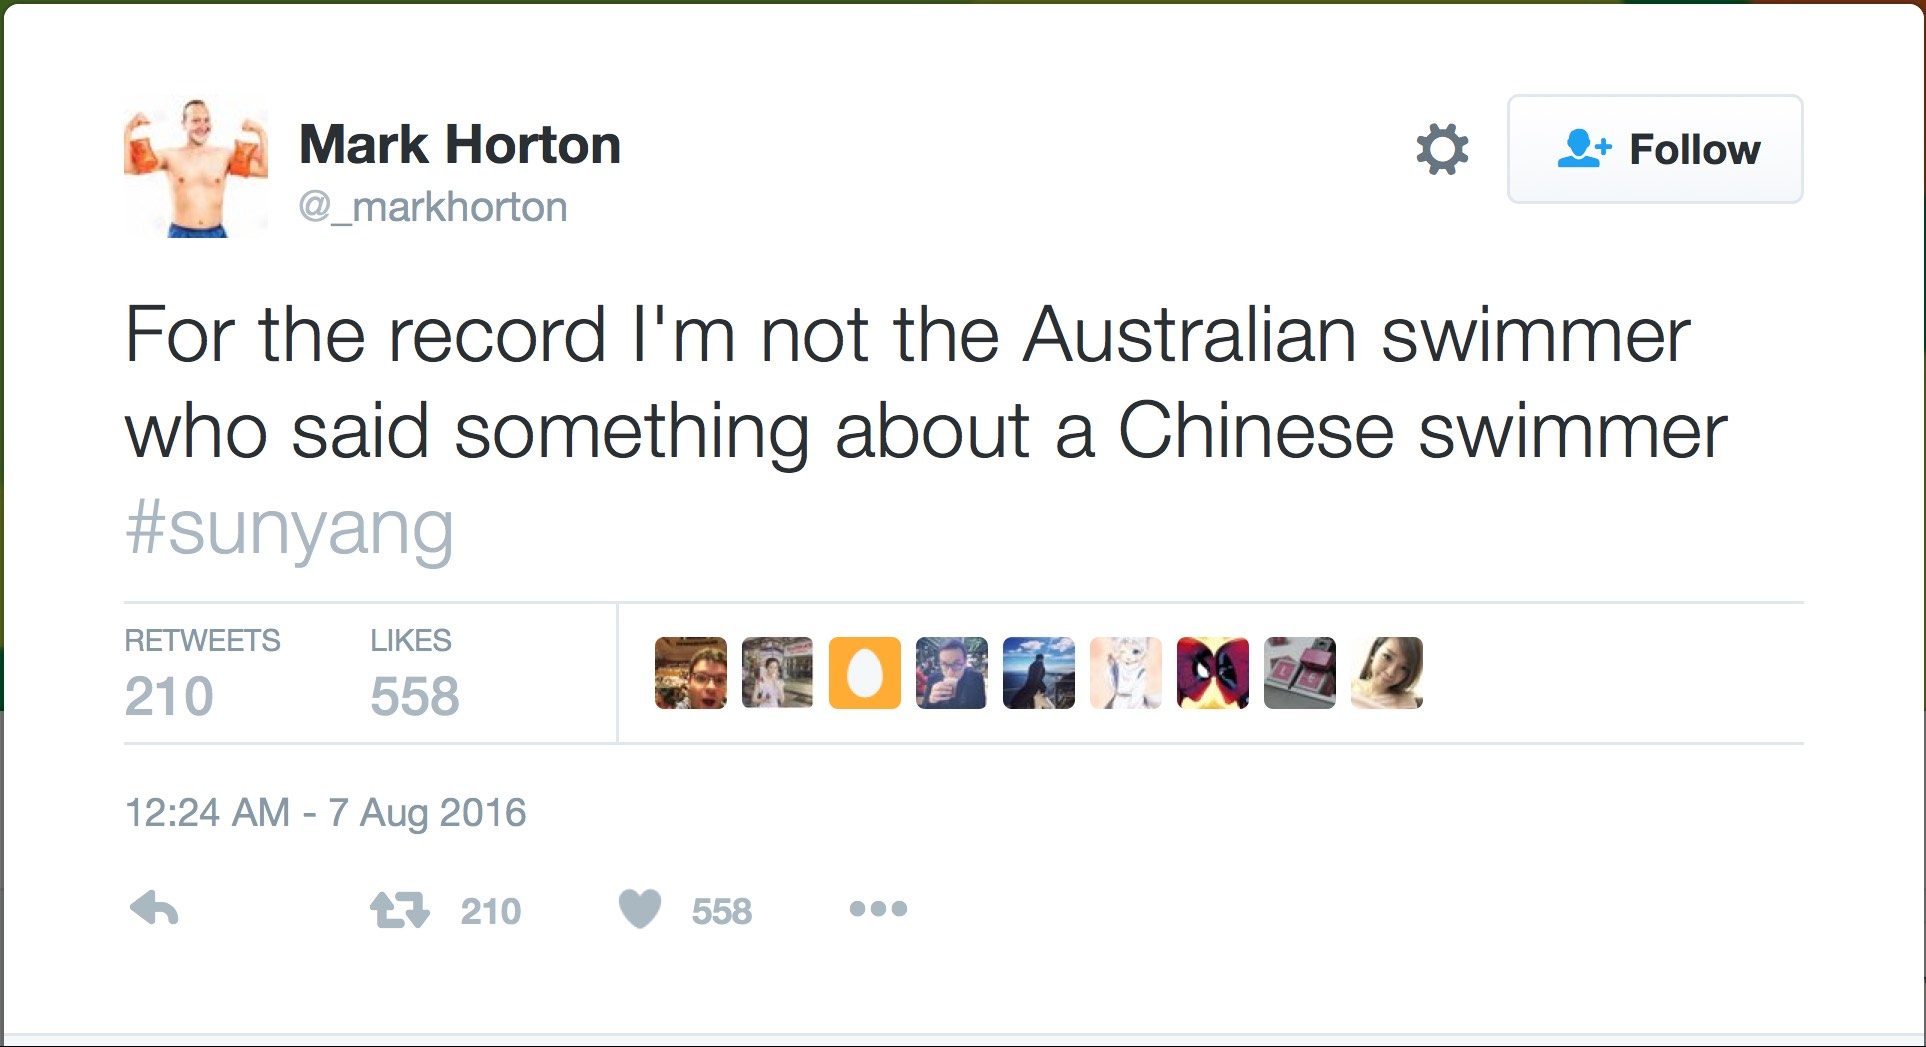 Mark Horton
@_markhorton
Follow
For the record I'm not the Australian swimmer
who said something about a Chinese swimmer
#sunyang
RETWEETS LIKES
210 558
12:24 AM - 7 Aug 2016
210 558